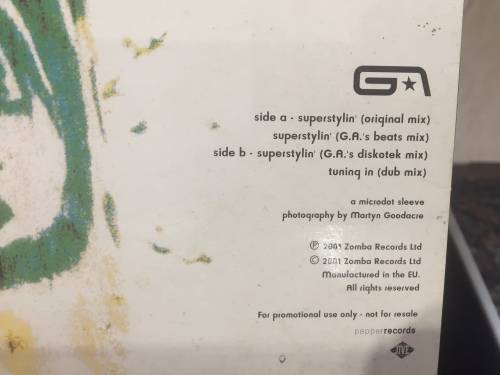 GA
side a - superstylin' (original mix)
superstylin' (G.A.'s beats mix)
side b - superstylin' (G.A.'s diskotek mix)
tuning in (dub mix)
a microdot sleeve
photography by Martyn Goodacre
℗ 2001 Zomba Records Ltd
© 2001 Zomba Records Ltd
Manufactured in the EU.
All rights reserved
For promotional use only - not for resale
pepperrecords
JIVE